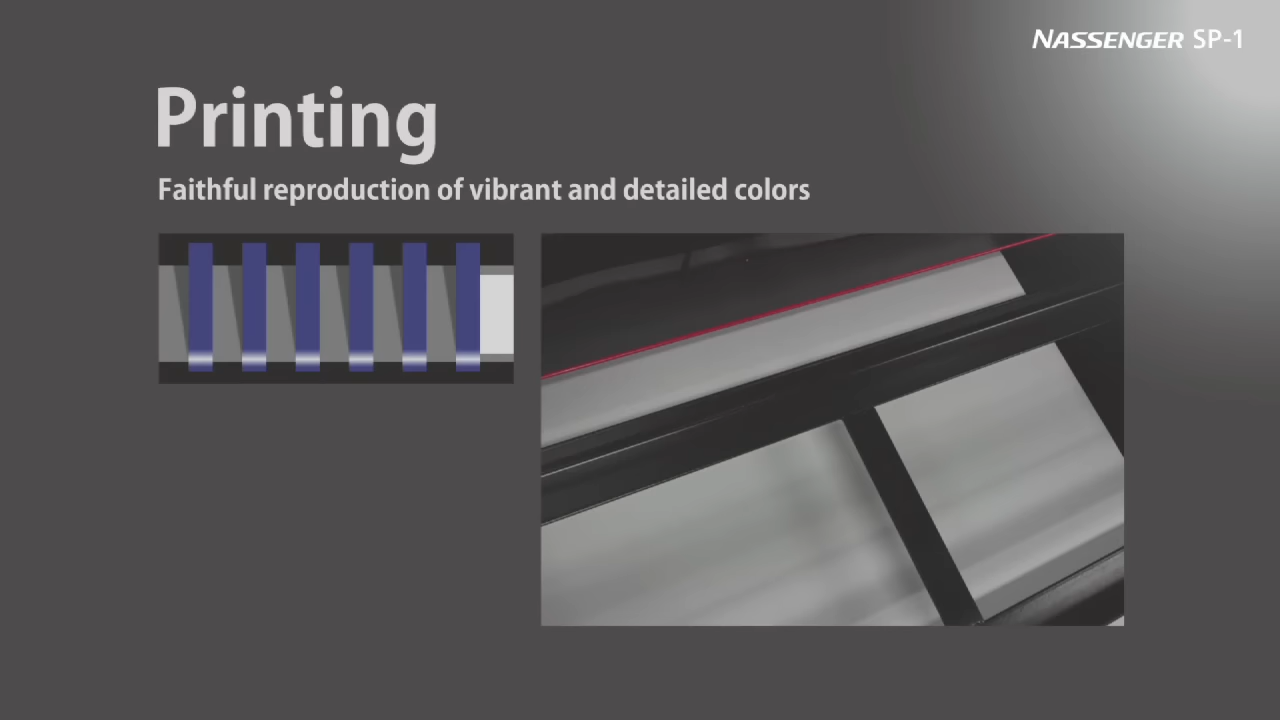 NASSENGER SP-1
Printing
Faithful reproduction of vibrant and detailed colors